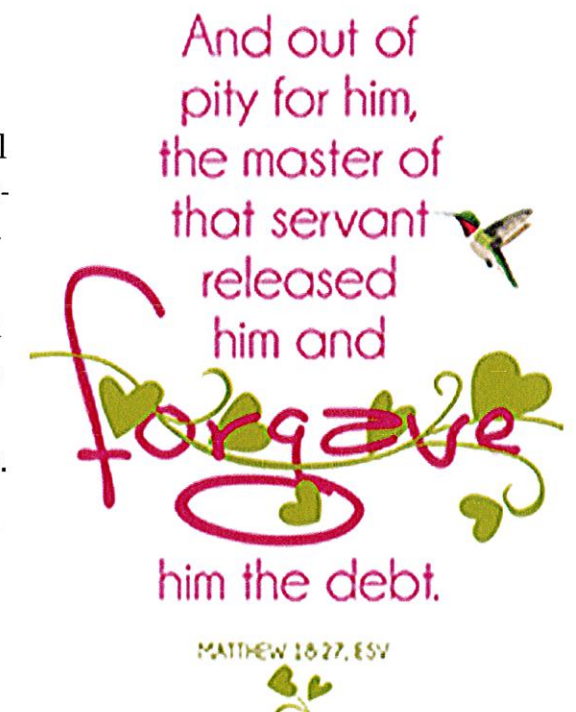 And out of
pity for him,
the master of
that servant
released
him and
forgave
him the debt.
MATTHEW 18:27, ESV